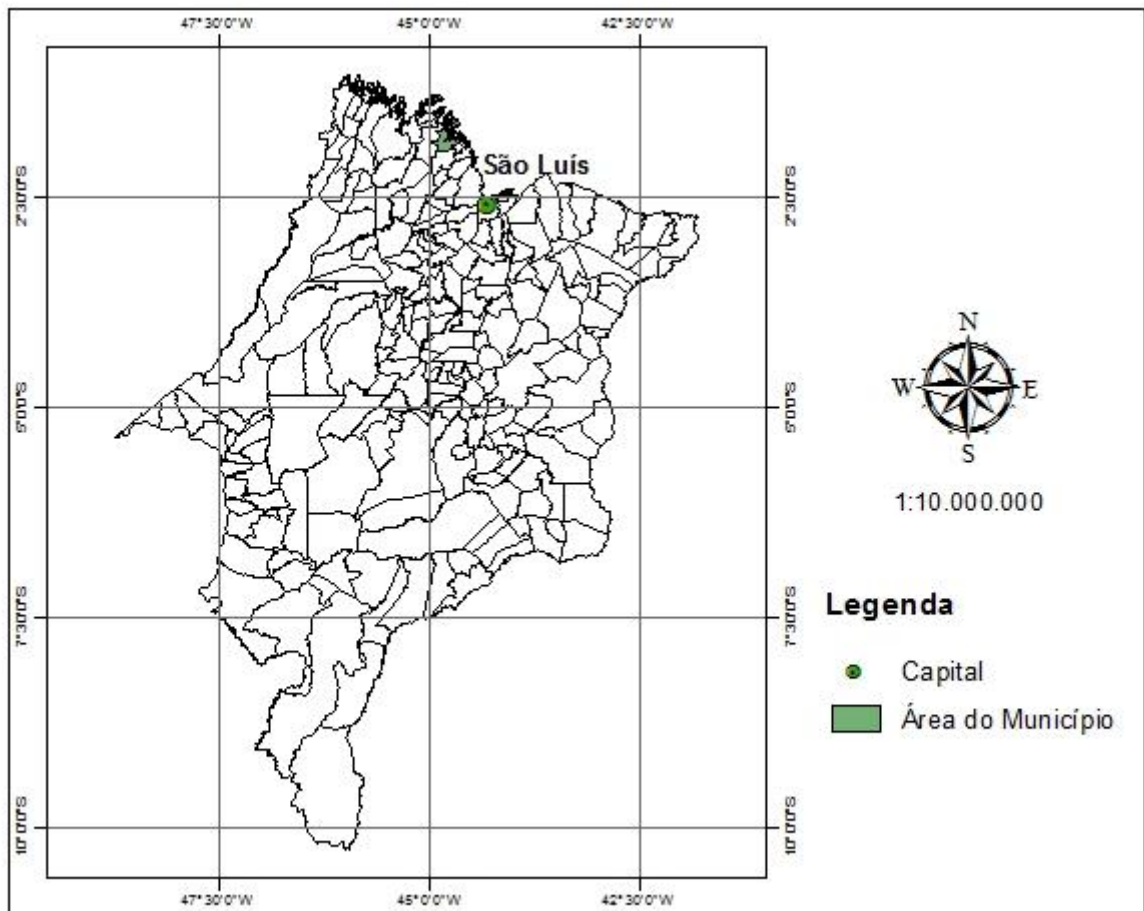 47°30'0"W 45°0'0"W 42°30'0"W
São Luís
2°30'0"S 2°30'0"S
5°0'0"S 5°0'0"S
N
W E
S
1:10.000.000
7°30'0"S 7°30'0"S
Legenda
Capital
Área do Município
10°0'0"S 10°0'0"S
47°30'0"W 45°0'0"W 42°30'0"W